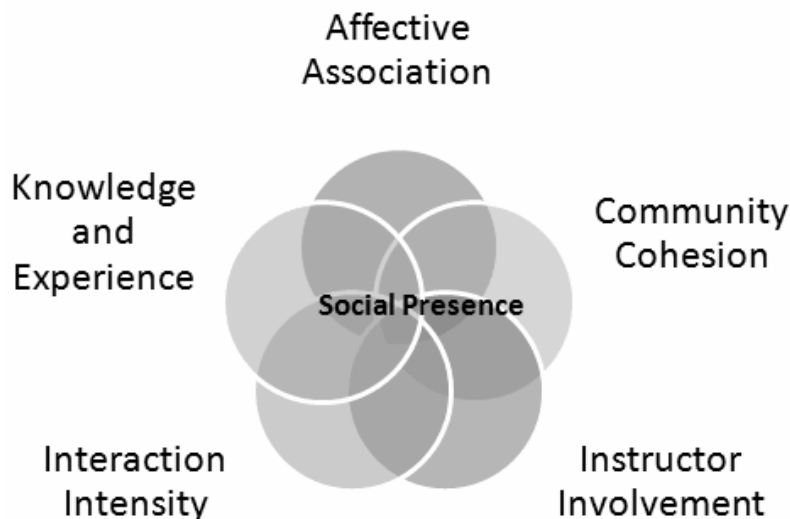 Affective
Association
Knowledge
and
Experience
Community
Cohesion
Social Presence
Interaction
Intensity
Instructor
Involvement